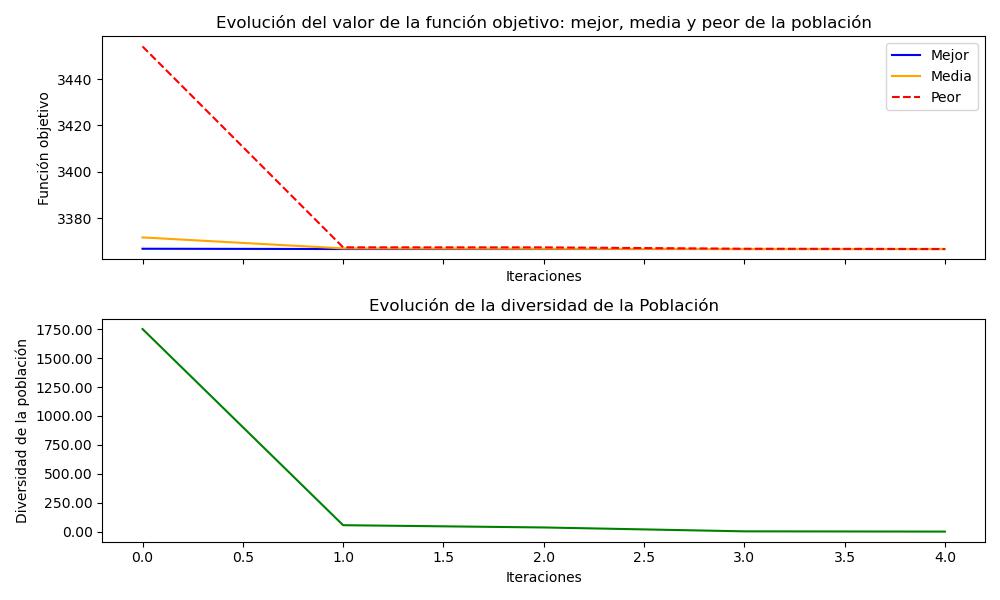 Evolución del valor de la función objetivo: mejor, media y peor de la población
Función objetivo
3440
3420
3400
3380
Mejor
Media
Peor
Iteraciones
Evolución de la diversidad de la Población
Diversidad de la población
1750.00
1500.00
1250.00
1000.00
750.00
500.00
250.00
0.00
0.0 0.5 1.0 1.5 2.0 2.5 3.0 3.5 4.0
Iteraciones